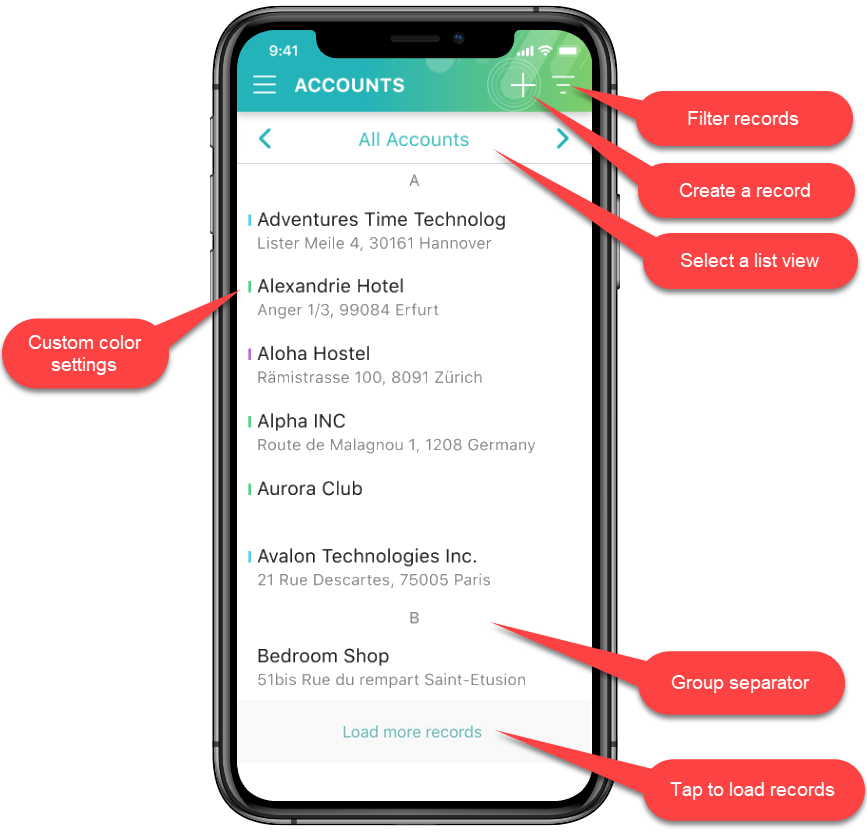 9:41
ACCOUNTS
Filter records
All Accounts
Create a record
A
Select a list view
Adventures Time Technolog
Lister Meile 4, 30161 Hannover
Alexandrie Hotel
Anger 1/3, 99084 Erfurt
Custom color
settings
Aloha Hostel
Rämistrasse 100, 8091 Zürich
Alpha INC
Route de Malagnou 1, 1208 Germany
Aurora Club
Avalon Technologies Inc.
21 Rue Descartes, 75005 Paris
B
Bedroom Shop
51bis Rue du rempart Saint-Etusion
Group separator
Load more records
Tap to load records